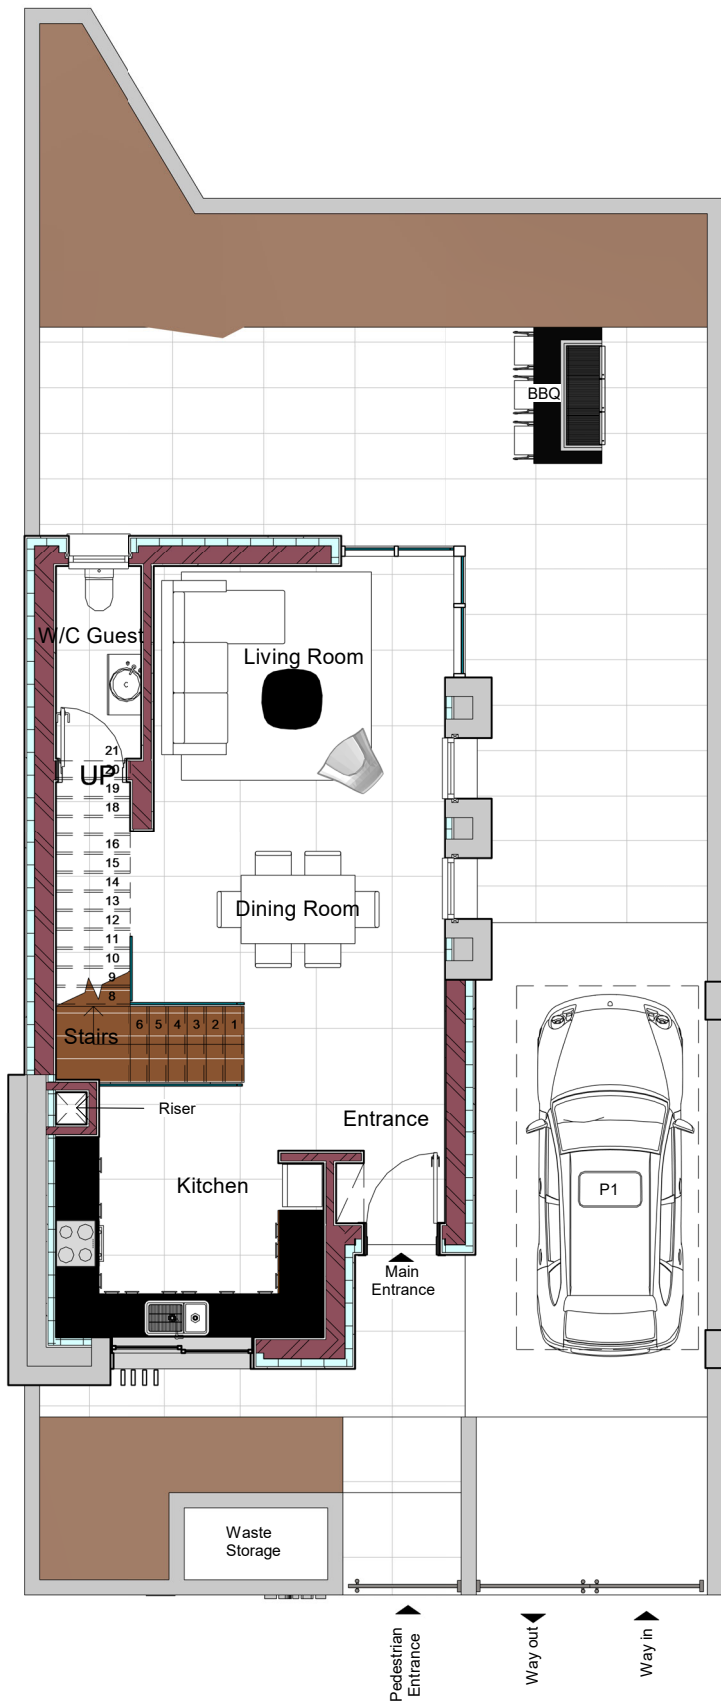 BBQ
W/C Guest
Living Room
C
21
20
UP
19
18
16
15
14
13
12
11
10
9
8
Dining Room
Stairs
6 5 4 3 2 1
Riser
Entrance
Kitchen
P1
Main
Entrance
Waste
Storage
Pedestrian
Entrance
Way out
Way in